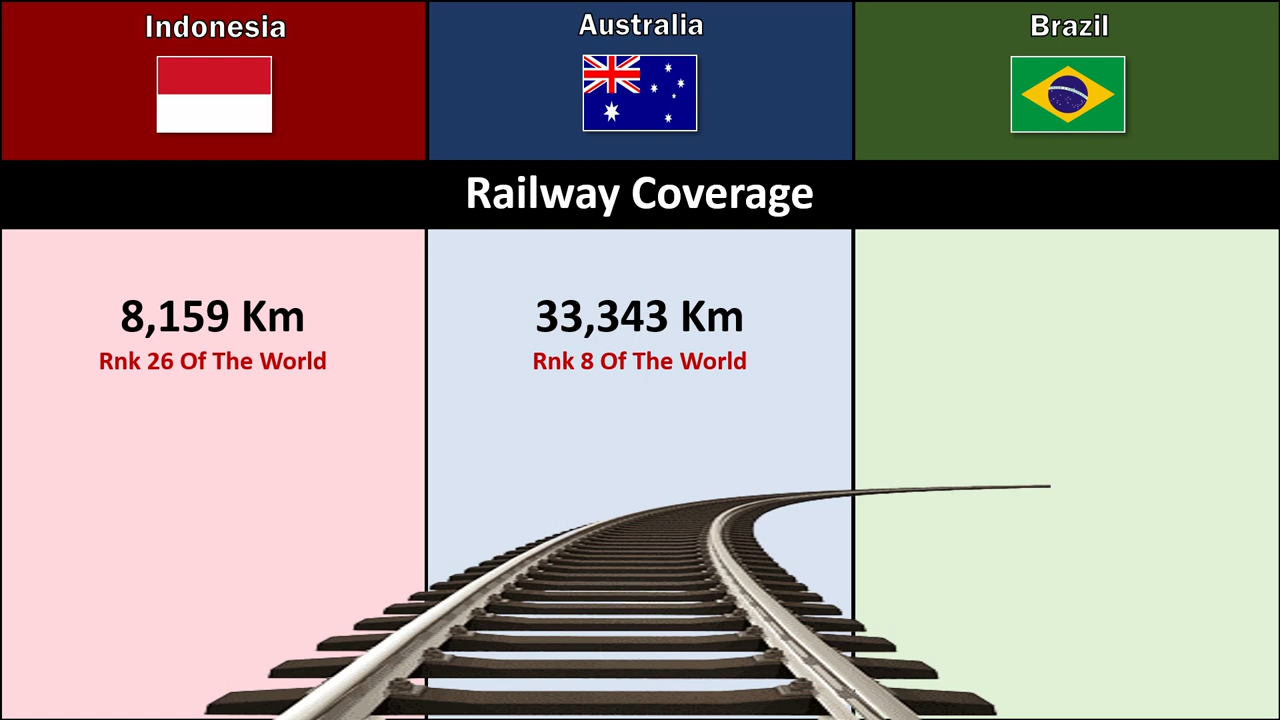 Indonesia
Australia
Brazil
Railway Coverage
8,159 Km
Rnk 26 Of The World
33,343 Km
Rnk 8 Of The World